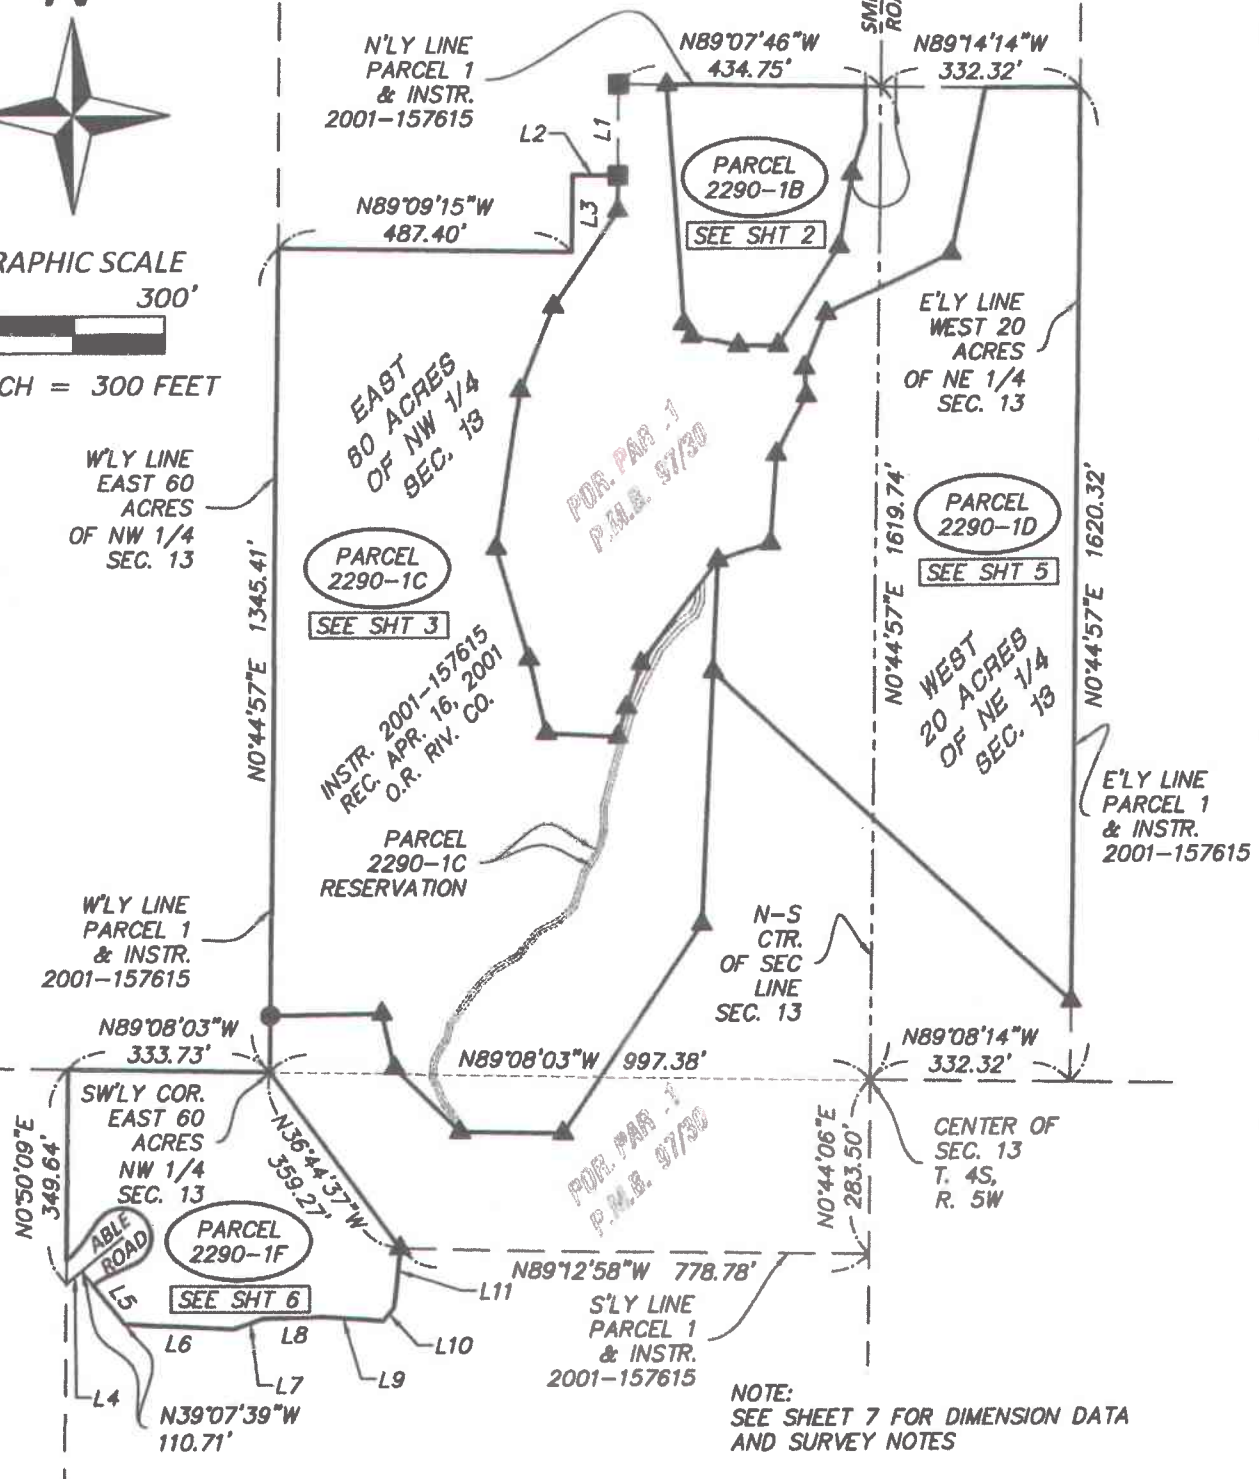 N
N'LY LINE
PARCEL 1
& INSTR.
2001-157615
N89°07'46"W
434.75'
N89°14'14"W
332.32'
L1
L2
L3
PARCEL
2290-1B
SEE SHT 2
N89°09'15"W
487.40'
RAPHIC SCALE
300'
CH = 300 FEET
E'LY LINE
WEST 20
ACRES
OF NE 1/4
SEC. 13
EAST
60 ACRES
OF NW 1/4
SEC. 13
POR. PAR .1
P.M.B. 97/30
W'LY LINE
EAST 60
ACRES
OF NW 1/4
SEC. 13
PARCEL
2290-1C
SEE SHT 3
PARCEL
2290-1D
SEE SHT 5
N0°44'57"E 1345.41'
N0°44'57"E 1619.74'
N0°44'57"E 1620.32'
INSTR. 2001-157615
REC. APR. 16, 2001
O.R. RIV. CO.
WEST
20 ACRES
OF NE 1/4
SEC. 13
E'LY LINE
PARCEL 1
& INSTR.
2001-157615
PARCEL
2290-1C
RESERVATION
W'LY LINE
PARCEL 1
& INSTR.
2001-157615
N-S
CTR.
OF SEC
LINE
SEC. 13
N89°08'03"W
333.73'
N89°08'03"W 997.38'
N89°08'14"W
332.32'
SW'LY COR.
EAST 60
ACRES
NW 1/4
SEC. 13
N36°44'37"W
359.27'
N0°50'09"E
349.64'
POR. PAR .1
P.M.B. 97/30
N0°44'06"E
283.50'
CENTER OF
SEC. 13
T. 4S,
R. 5W
ABLE
ROAD
PARCEL
2290-1F
SEE SHT 6
N89°12'58"W 778.78'
L11
L5
L6
L8
L10
L7
L9
L4
S'LY LINE
PARCEL 1
& INSTR.
2001-157615
N39°07'39"W
110.71'
NOTE:
SEE SHEET 7 FOR DIMENSION DATA
AND SURVEY NOTES